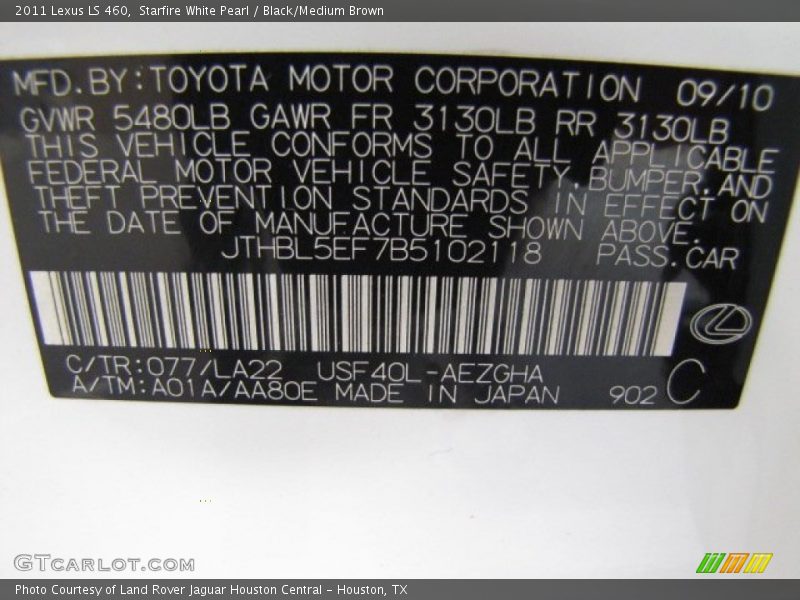 2011 Lexus LS 460,  Starfire White Pearl / Black/Medium Brown
MFD.BY:TOYOTA MOTOR CORPORATION 09/10
GVWR 5480LB GAWR FR 3130LB RR 3130LB
THIS VEHICLE CONFORMS TO ALL APPLICABLE
FEDERAL MOTOR VEHICLE SAFETY,BUMPER,AND
THEFT PREVENTION STANDARDS IN EFFECT ON
THE DATE OF MANUFACTURE SHOWN ABOVE.
JTHBL5EF7B5102118 PASS.CAR
C/TR:077/LA22 USF40L-AEZGHA
A/TM:A01A/AA80E MADE IN JAPAN 902 C
GTCARLOT.COM
Photo Courtesy of Land Rover Jaguar Houston Central - Houston, TX